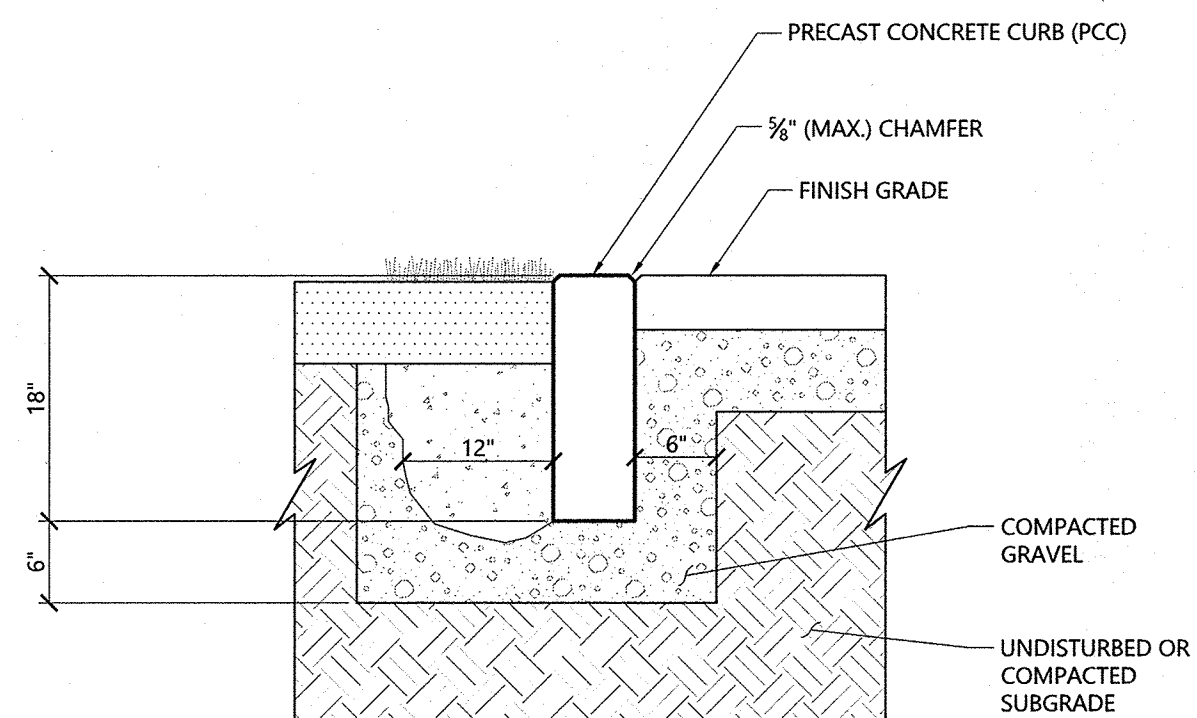 PRECAST CONCRETE CURB (PCC)
⅝" (MAX.) CHAMFER
FINISH GRADE
18"
12"
6"
6"
COMPACTED
GRAVEL
UNDISTURBED OR
COMPACTED
SUBGRADE